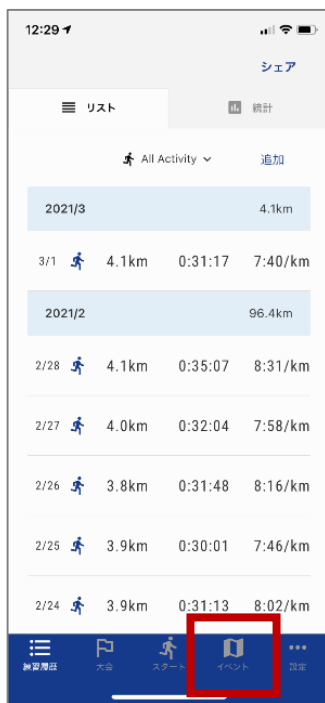 12:29
シェア
リスト 統計
All Activity 追加
2021/3 4.1km
3/1 4.1km 0:31:17 7:40/km
2021/2 96.4km
2/28 4.1km 0:35:07 8:31/km
2/27 4.0km 0:32:04 7:58/km
2/26 3.8km 0:31:48 8:16/km
2/25 3.9km 0:30:01 7:46/km
2/24 3.9km 0:31:13 8:02/km
練習履歴 大会 スタート イベント 設定